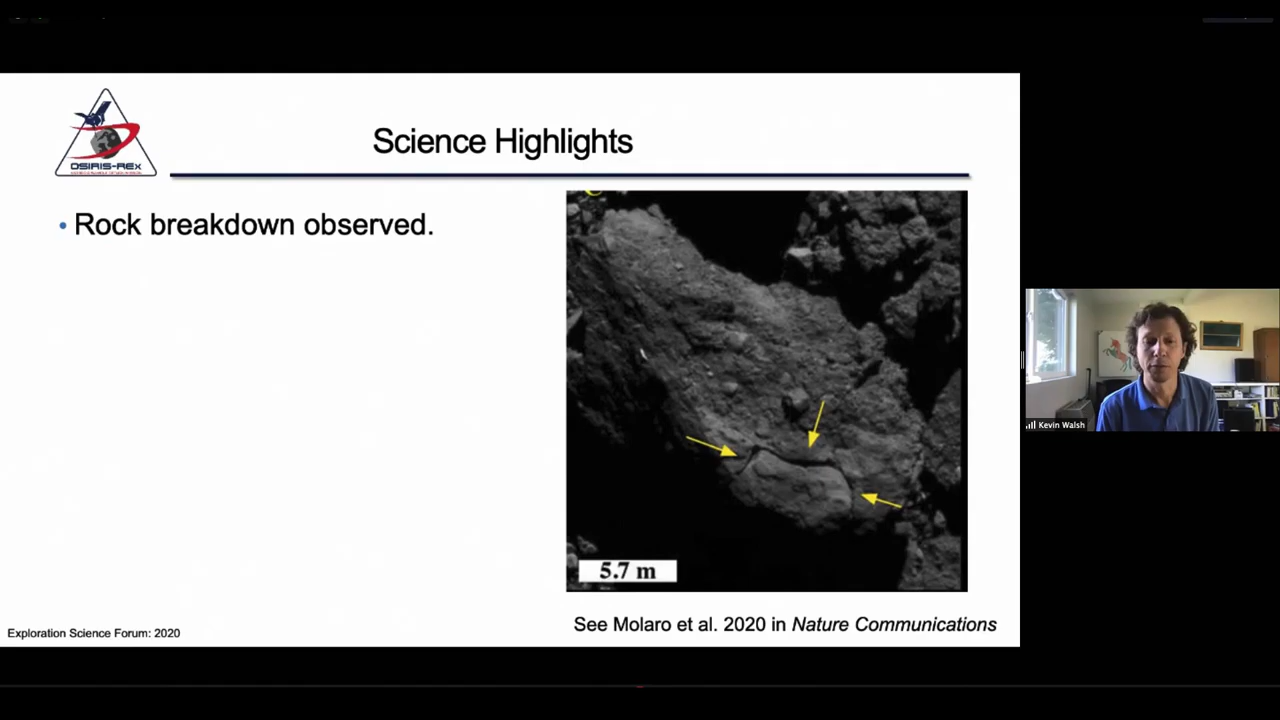 Science Highlights
OSIRIS-REx
• Rock breakdown observed.
5.7 m
See Molaro et al. 2020 in Nature Communications
Exploration Science Forum: 2020
Kevin Walsh